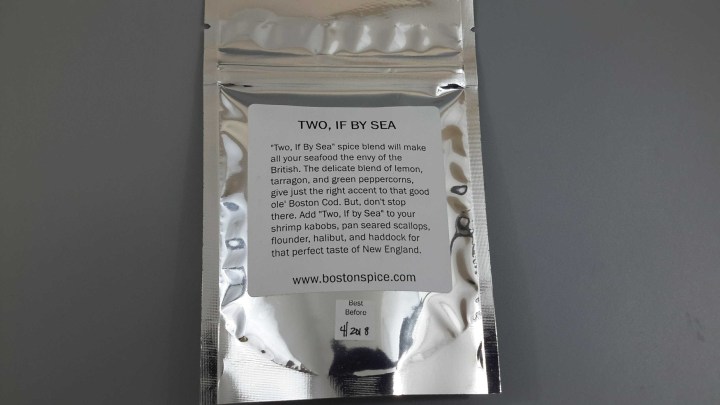 TWO, IF BY SEA
"Two, If By Sea" spice blend will make
all your seafood the envy of the
British. The delicate blend of lemon,
tarragon, and green peppercorns,
give just the right accent to that good
ole' Boston Cod. But, don't stop
there. Add "Two, If by Sea" to your
shrimp kabobs, pan seared scallops,
flounder, halibut, and haddock for
that perfect taste of New England.
www.bostonspice.com
Best
Before
4/2018